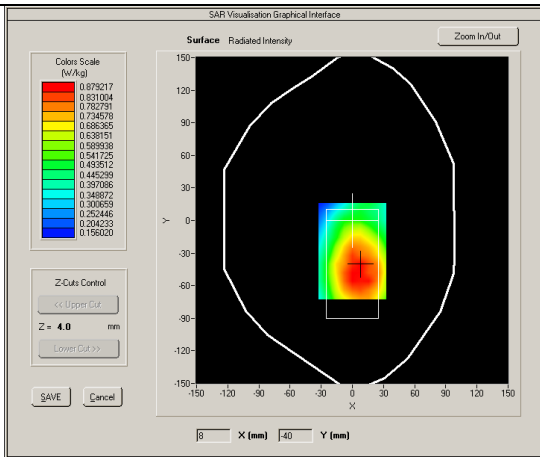 SAR Visualisation Graphical Interface
Surface Radiated Intensity
Zoom In/Out
Colors Scale
(W/kg)
0.879217
0.831004
0.782791
0.734578
0.686365
0.638151
0.589938
0.541725
0.493512
0.445299
0.397086
0.348872
0.300659
0.252446
0.204233
0.156020
Z-Cuts Control
<< Upper Cut
Z = 4.0 mm
Lower Cut >>
SAVE Cancel
150-
120-
90-
60-
30-
0-
-30-
-60-
-90-
-120-
-150-
Y
-150 -120 -90 -60 -30 0 30 60 90 120 150
X
8 X (mm) -40 Y (mm)